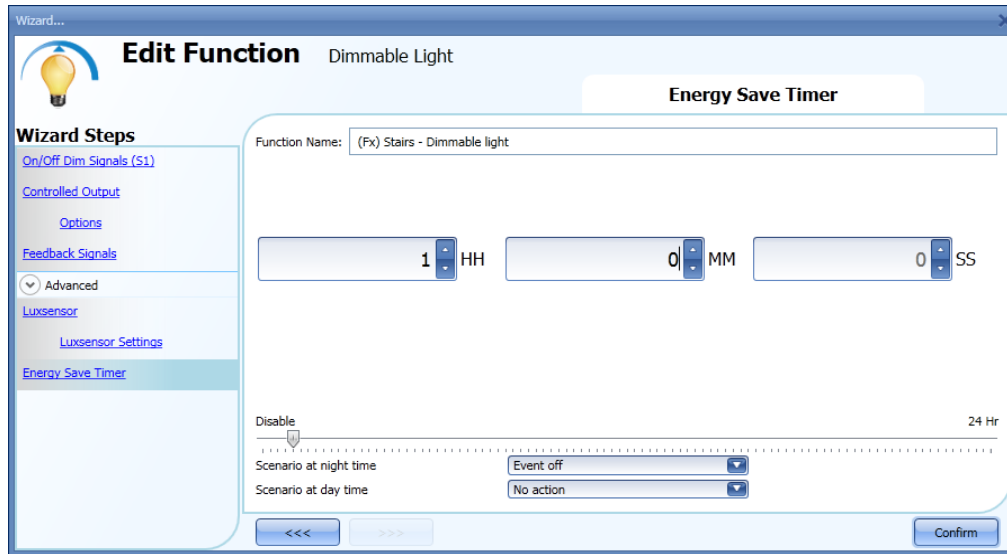 Wizard...
Edit Function Dimmable Light
Energy Save Timer
Wizard Steps
On/Off Dim Signals (S1)
Controlled Output
Options
Feedback Signals
Advanced
Luxsensor
Luxsensor Settings
Energy Save Timer
Function Name: (Fx) Stairs - Dimmable light
1 HH 0 MM 0 SS
Disable 24 Hr
Scenario at night time Event off
Scenario at day time No action
<<< >>> Confirm